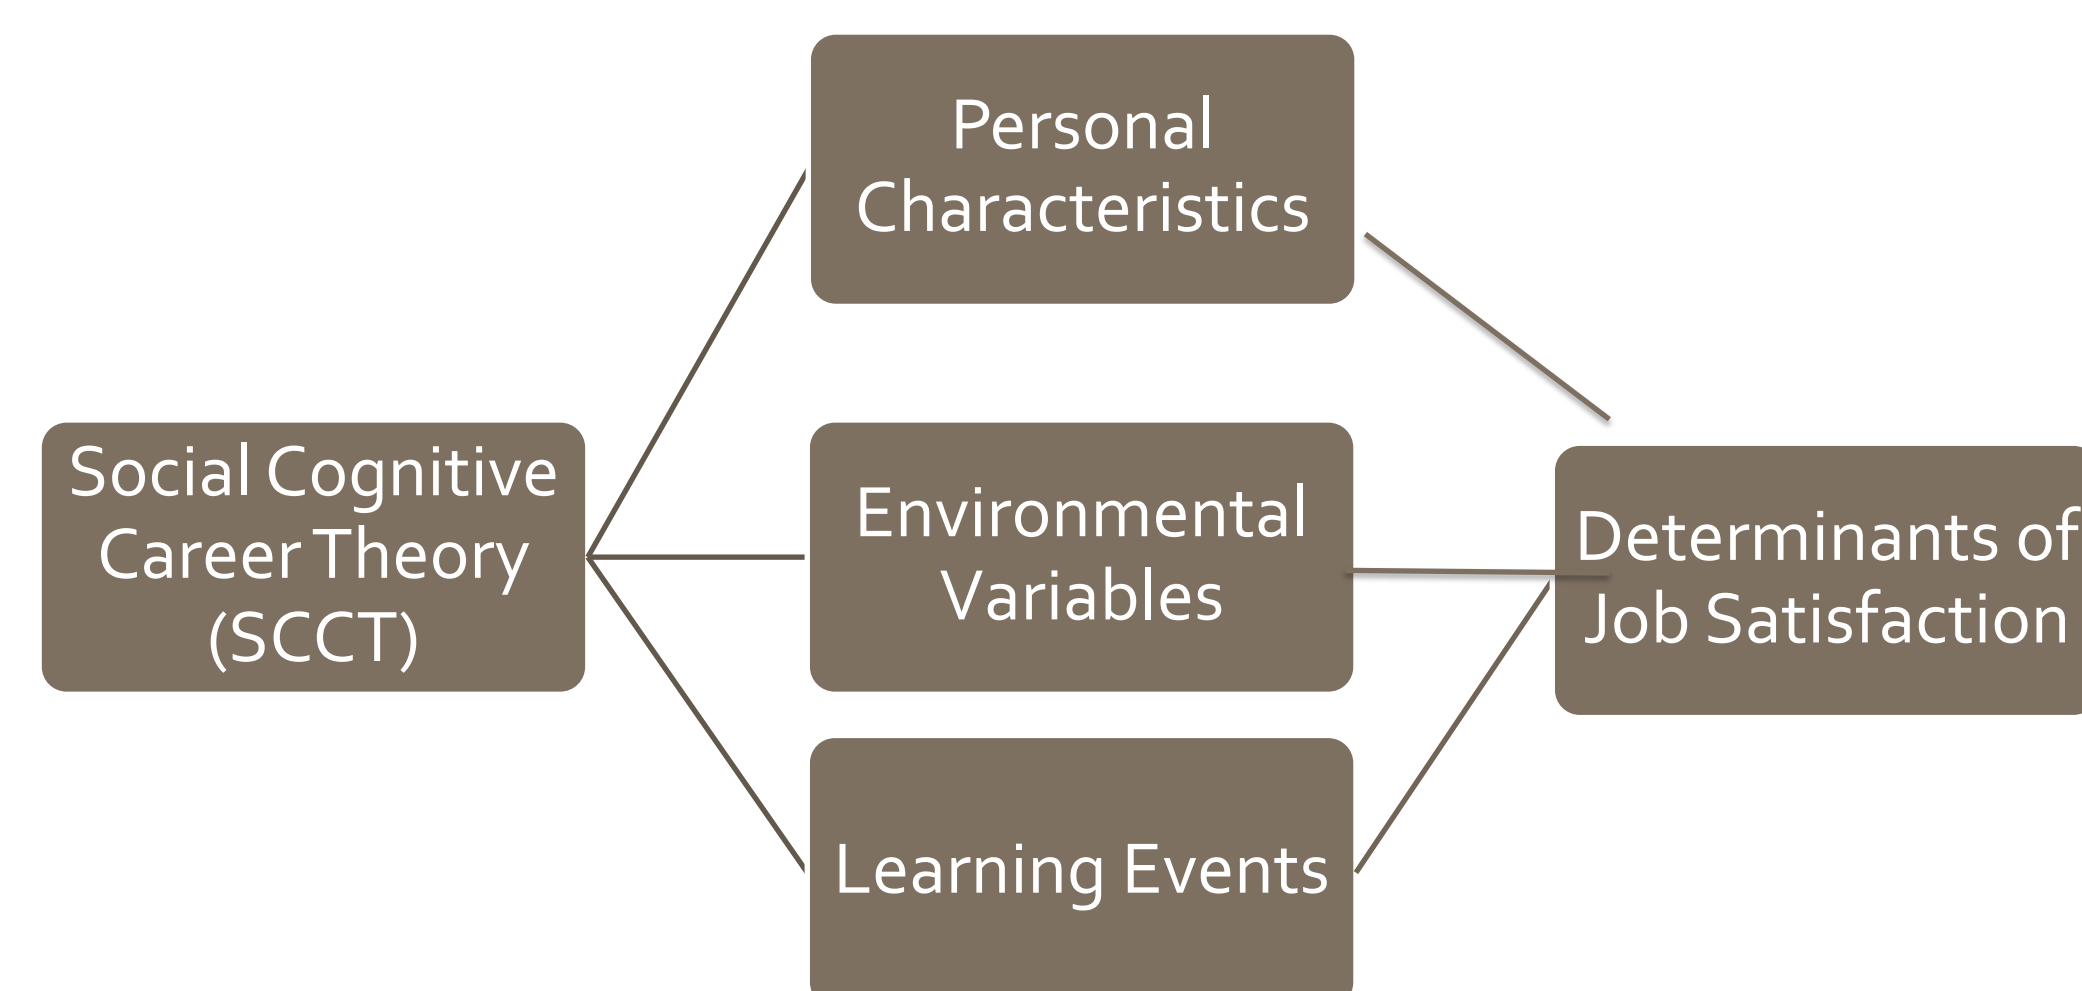 Personal
Characteristics
Social Cognitive
Career Theory
(SCCT)
Environmental
Variables
Determinants of
Job Satisfaction
Learning Events